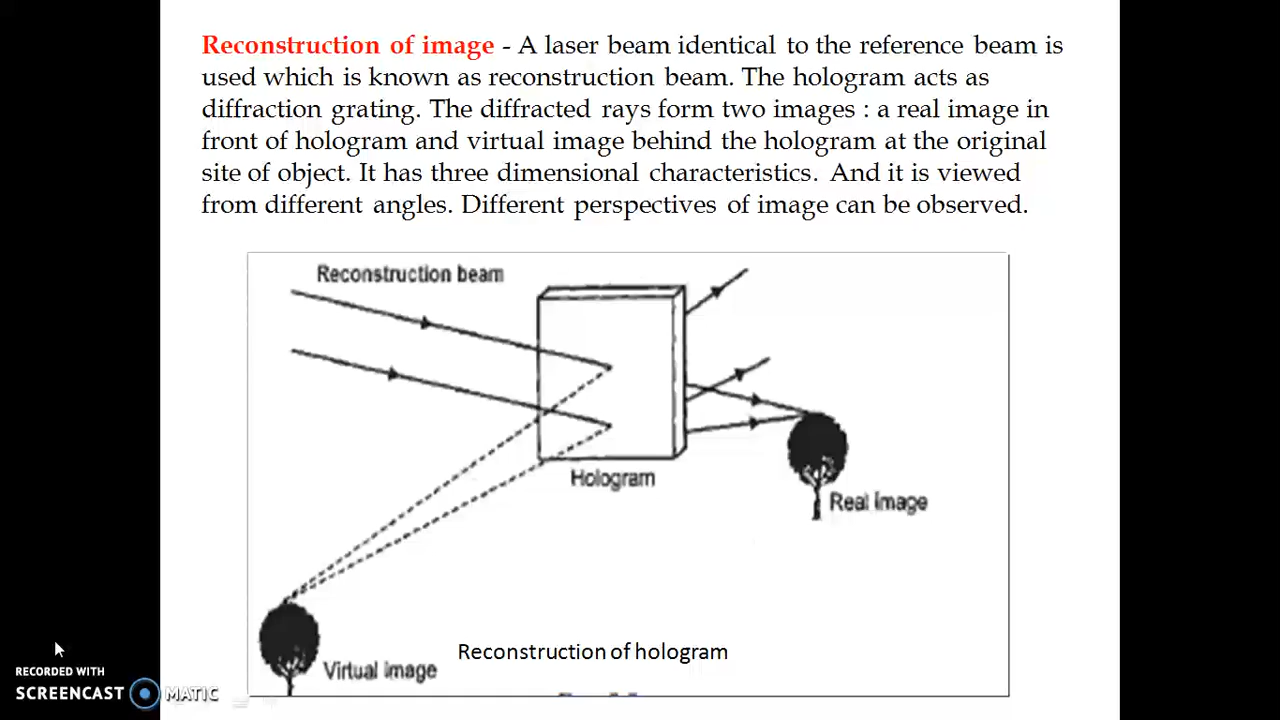 Reconstruction of image - A laser beam identical to the reference beam is
used which is known as reconstruction beam. The hologram acts as
diffraction grating. The diffracted rays form two images : a real image in
front of hologram and virtual image behind the hologram at the original
site of object. It has three dimensional characteristics. And it is viewed
from different angles. Different perspectives of image can be observed.
Reconstruction beam
Hologram
Real image
Virtual image
Reconstruction of hologram
RECORDED WITH
SCREENCAST MATIC